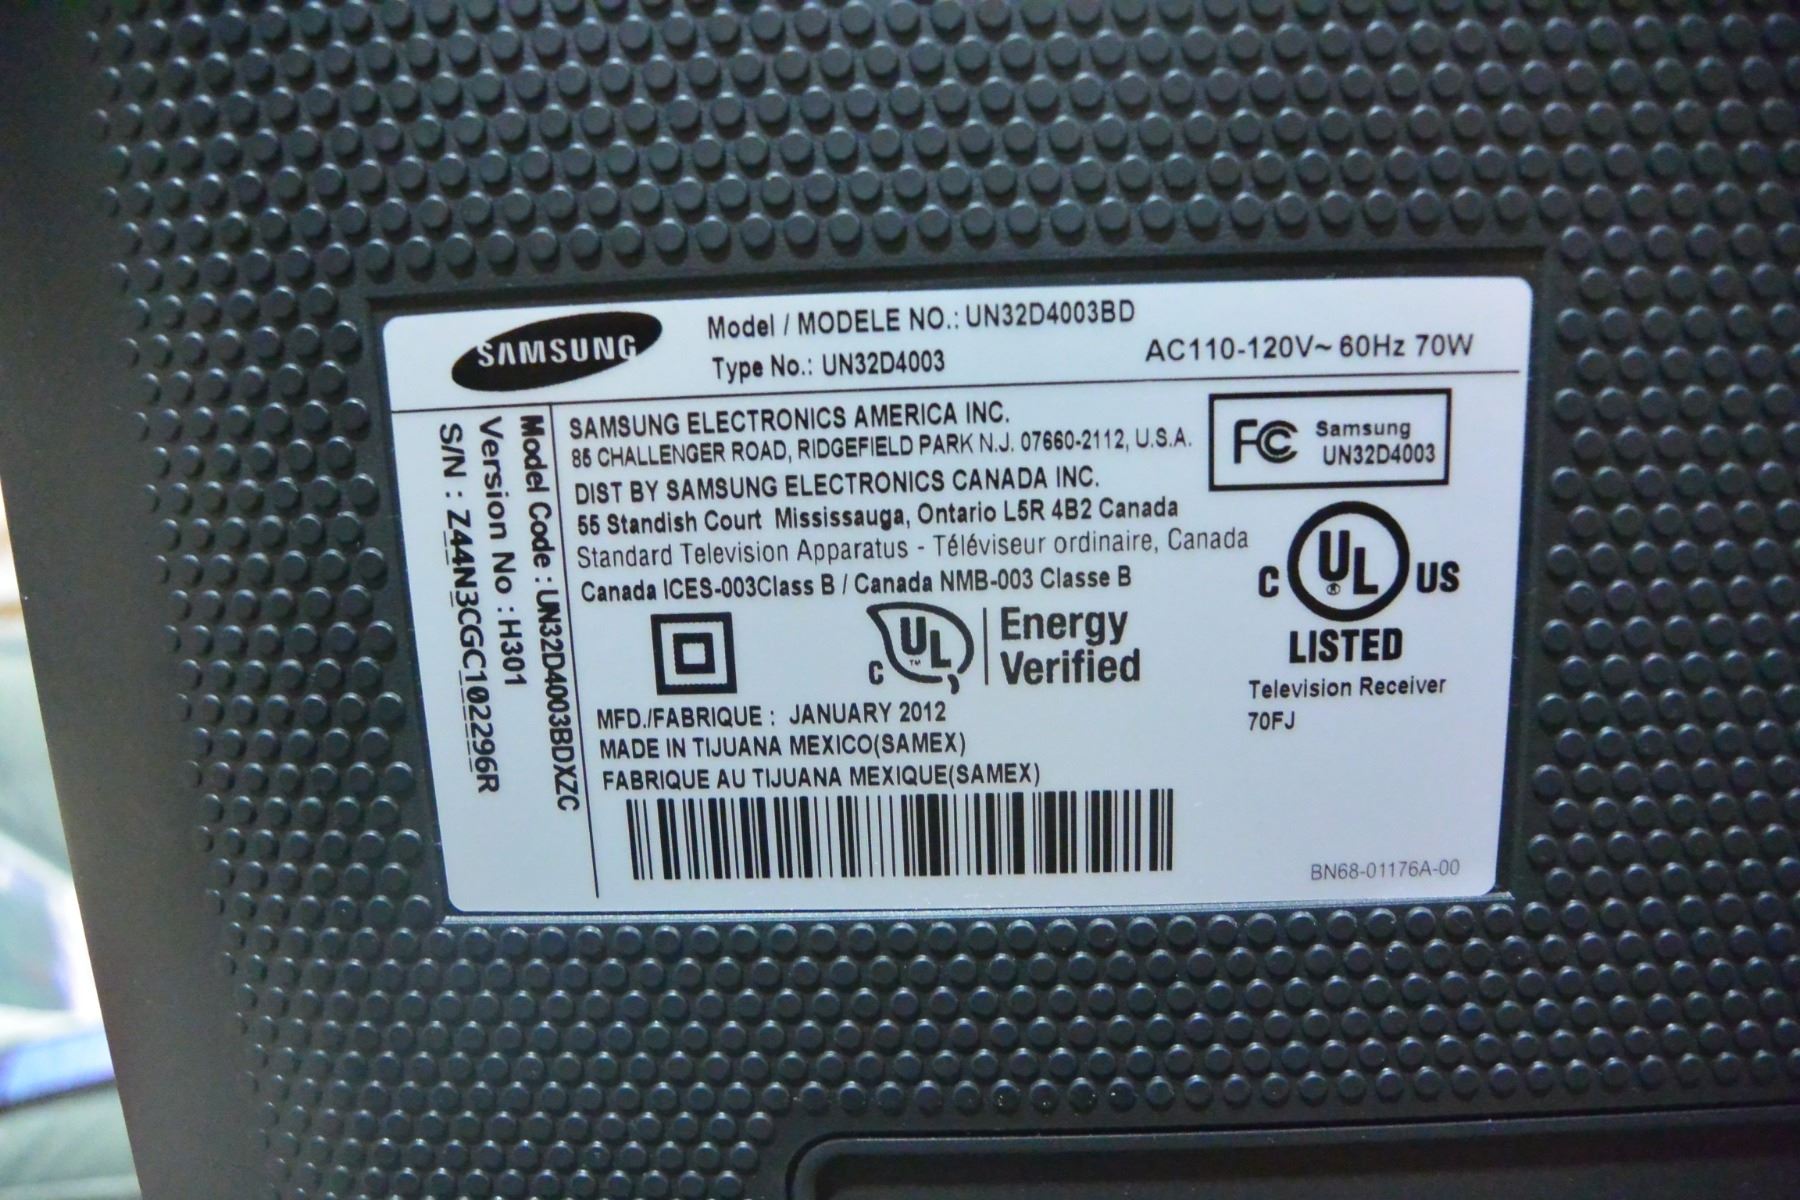 SAMSUNG
Model / MODELE NO.: UN32D4003BD
Type No.: UN32D4003
AC110-120V~ 60Hz 70W
Model Code : UN32D4003BDXZC
Version No : H301
S/N : Z44N3CGC102296R
SAMSUNG ELECTRONICS AMERICA INC.
85 CHALLENGER ROAD, RIDGEFIELD PARK N.J. 07660-2112, U.S.A.
DIST BY SAMSUNG ELECTRONICS CANADA INC.
55 Standish Court Mississauga, Ontario L5R 4B2 Canada
Standard Television Apparatus - Téléviseur ordinaire, Canada
Canada ICES-003Class B / Canada NMB-003 Classe B
FC Samsung
UN32D4003
C UL ® US
LISTED
Television Receiver
70FJ
C UL ™ Energy
Verified
MFD./FABRIQUE : JANUARY 2012
MADE IN TIJUANA MEXICO(SAMEX)
FABRIQUE AU TIJUANA MEXIQUE(SAMEX)
BN68-01176A-00